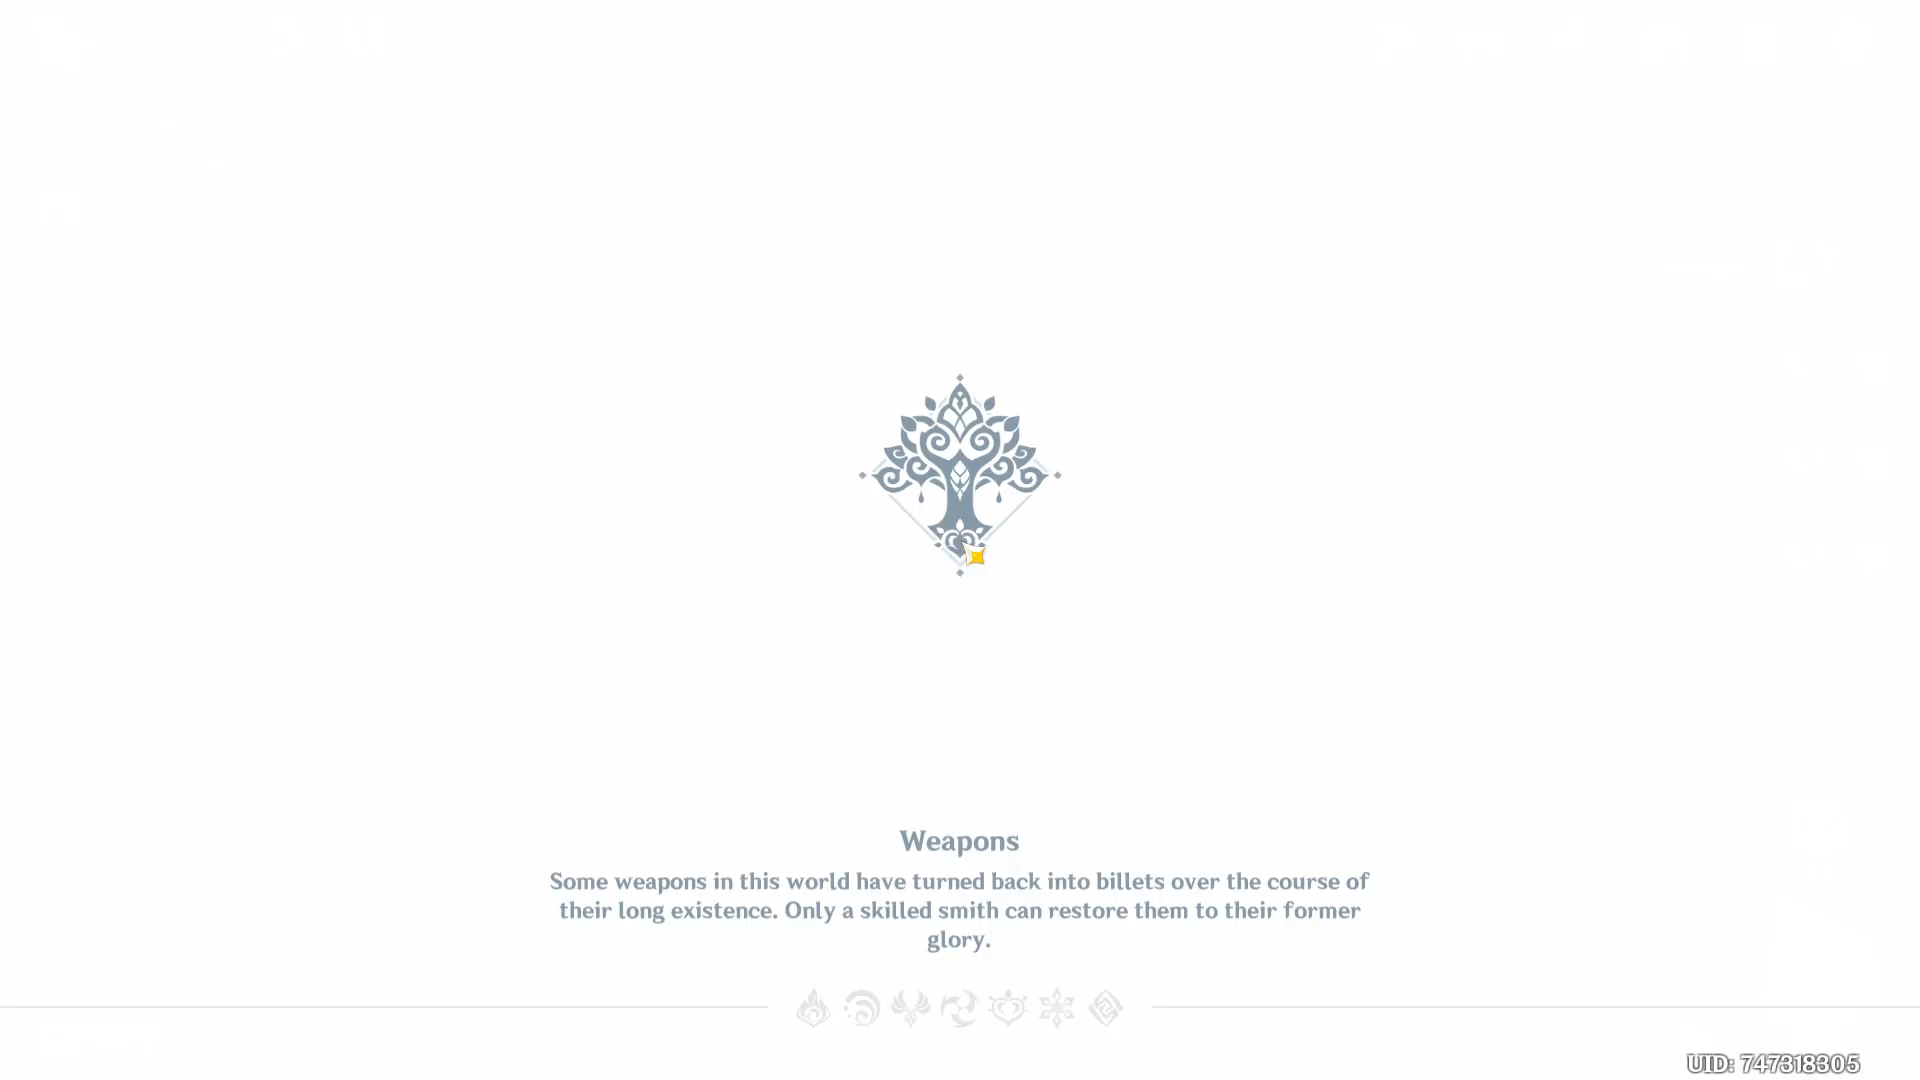 Weapons
Some weapons in this world have turned back into billets over the course of
their long existence. Only a skilled smith can restore them to their former
glory.
UID: 747318305